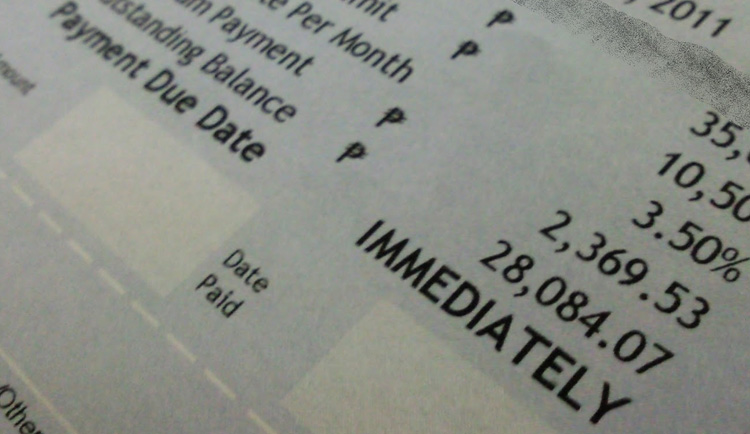 , 2011
₱ 35,
₱ 10,50
Per Month 3.50%
Payment ₱ 2,369.53
Outstanding Balance ₱ 28,084.07
Payment Due Date IMMEDIATELY
Date
Paid